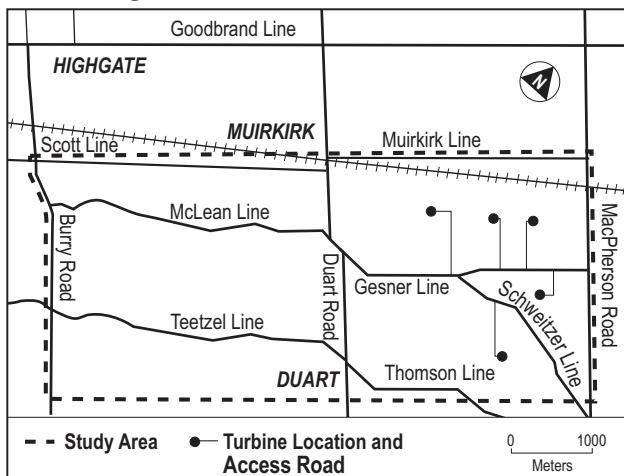 Goodbrand Line
HIGHGATE
N
MUIRKIRK
Scott Line
Muirkirk Line
McLean Line
Burry Road
Duart Road
MacPherson Road
Gesner Line
Schweitzer Line
Teetzel Line
Thomson Line
DUART
Study Area
Turbine Location and
Access Road
0 1000
Meters